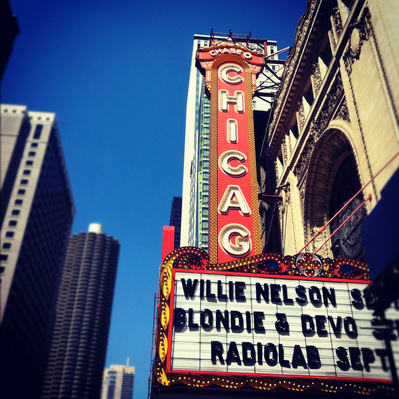 CHASE
CHICAGO
WILLIE NELSON
BLONDIE & DEVO
RADIOLAB SEPT